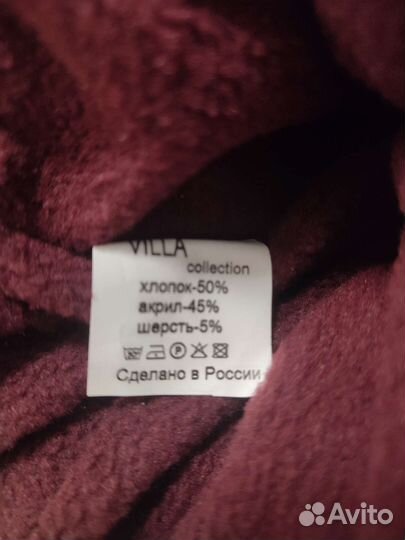 VILLA
collection
хлопок-50%
акрил-45%
шерсть-5%
Сделано в России
Avito